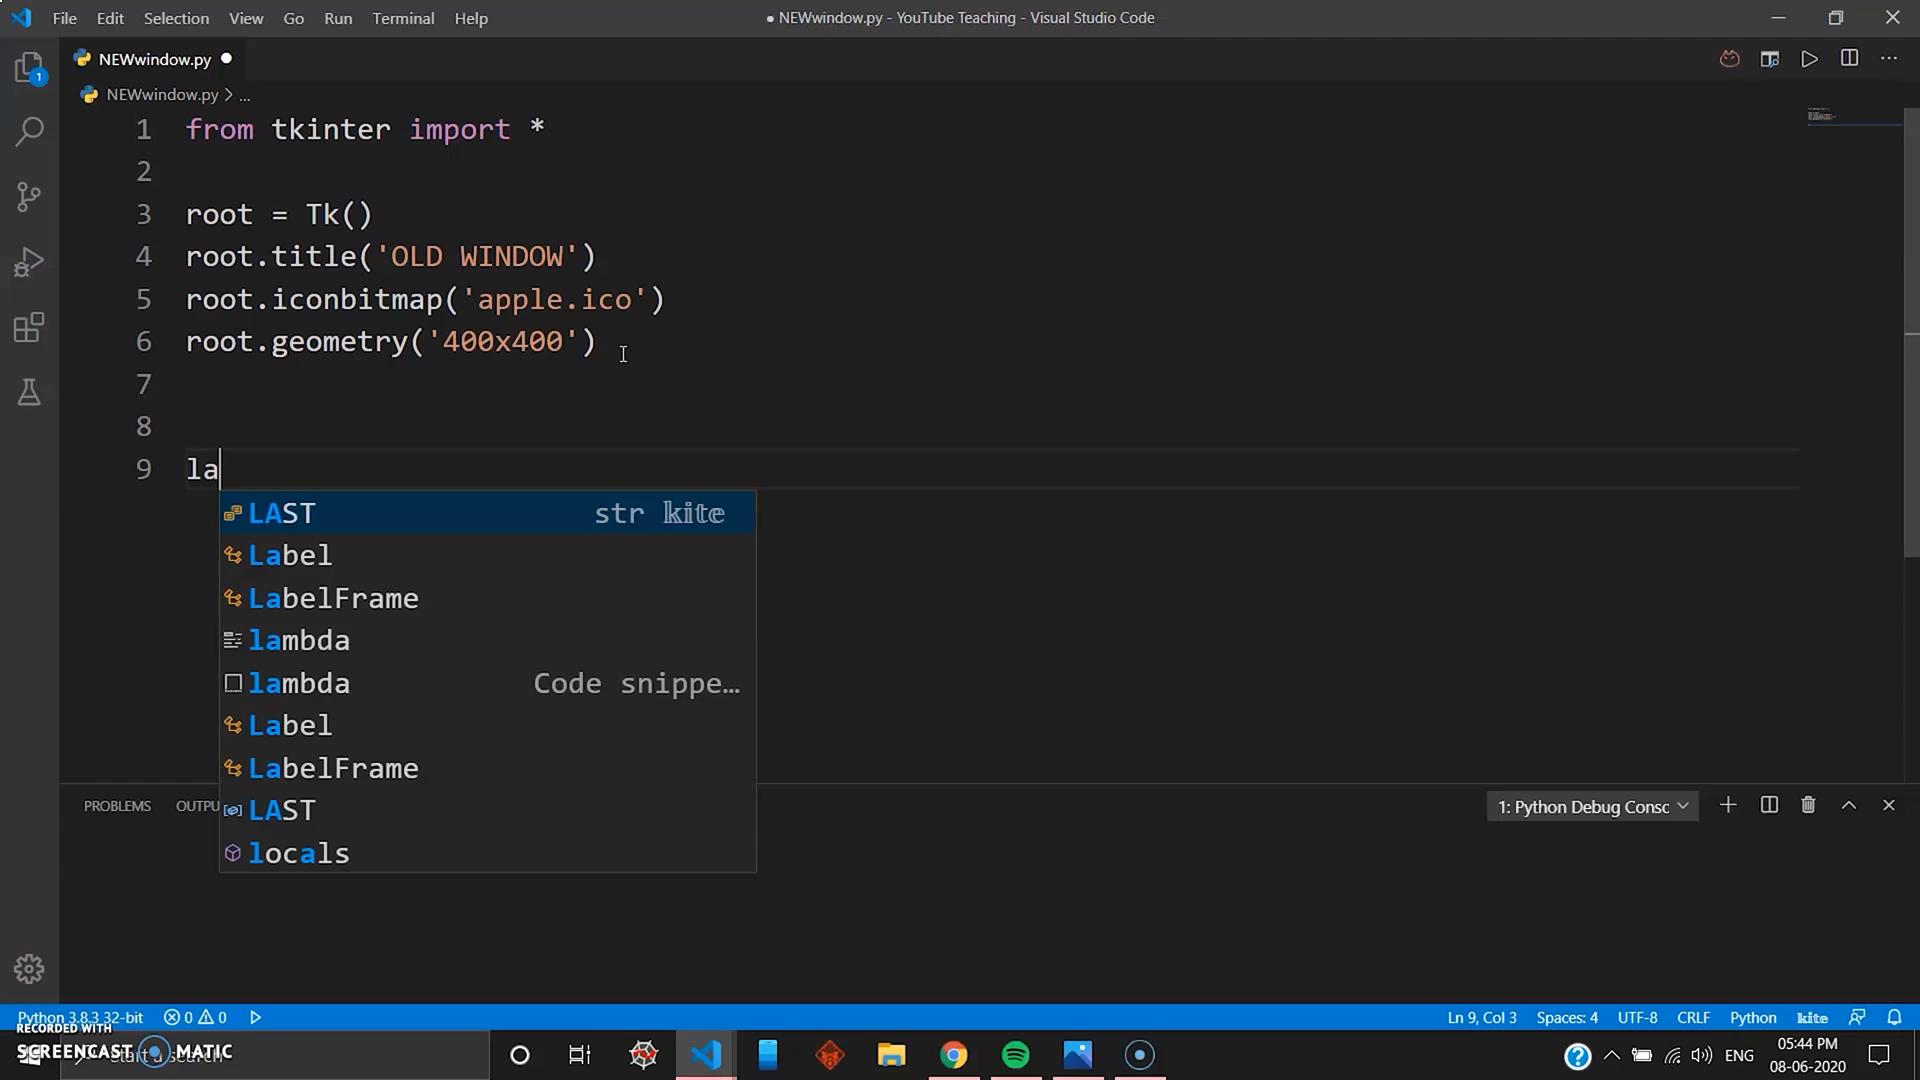 File Edit Selection View Go Run Terminal Help
● NEWwindow.py - YouTube Teaching - Visual Studio Code
1
NEWwindow.py
NEWwindow.py > ...
1 from tkinter import *
2
3 root = Tk()
4 root.title('OLD WINDOW')
5 root.iconbitmap('apple.ico')
6 root.geometry('400x400')
7
8
9 la
LAST str kite
Label
LabelFrame
lambda
lambda Code snippe…
Label
LabelFrame
LAST
locals
PROBLEMS OUTPU
1: Python Debug Consc
Python 3.8.3 32-bit 0 0
Ln 9, Col 3 Spaces: 4 UTF-8 CRLF Python kite
RECORDED WITH
SCREENCAST MATIC
Start a search
ENG
05:44 PM
08-06-2020